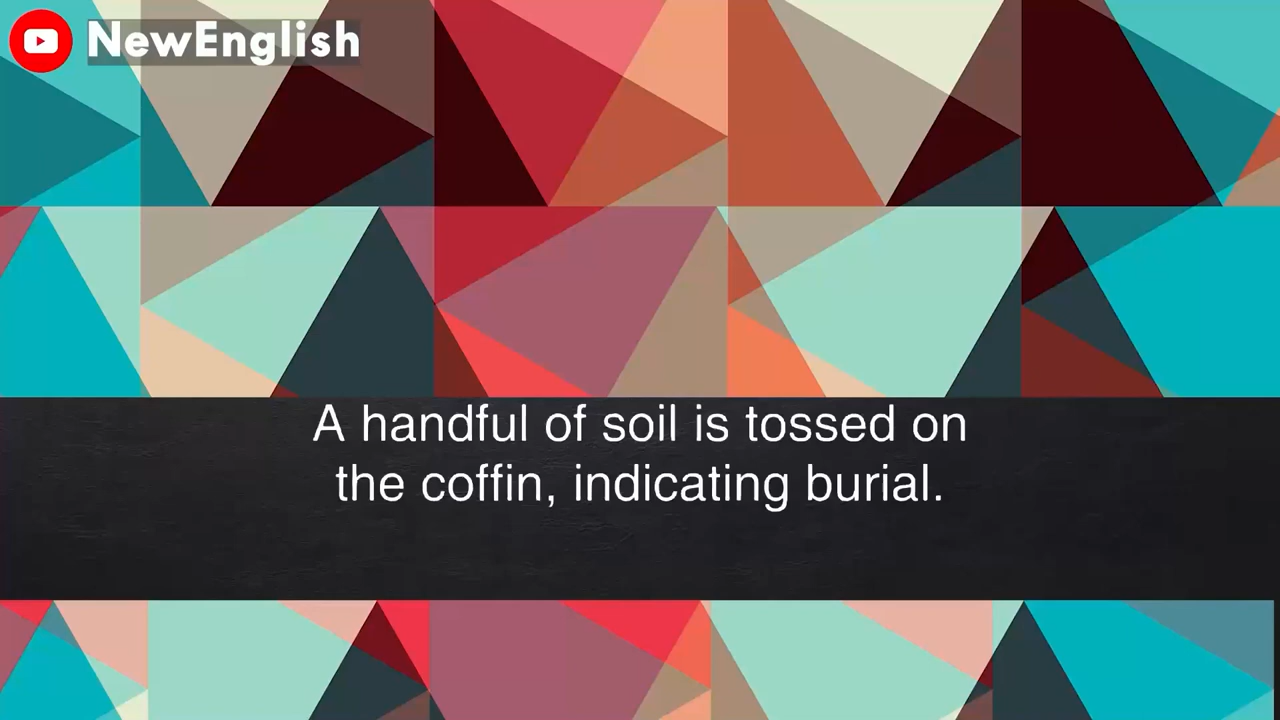 NewEnglish
A handful of soil is tossed on
the coffin, indicating burial.